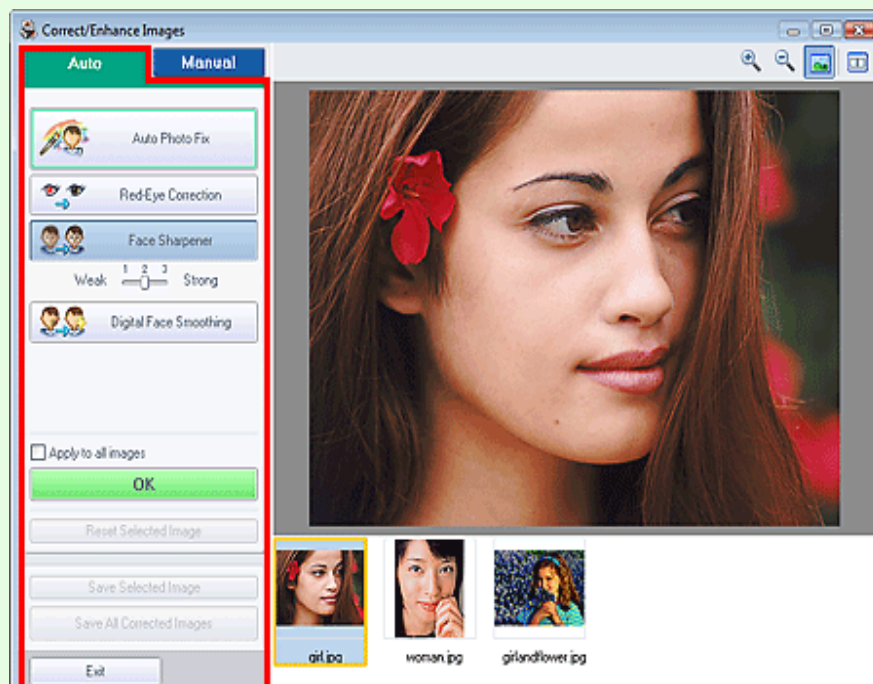 Correct/Enhance Images
Auto
Manual
Auto Photo Fix
Red-Eye Correction
Face Sharpener
1 2 3
Weak Strong
Digital Face Smoothing
Apply to all images
OK
Reset Selected Image
Save Selected Image
Save All Corrected Images
Exit
girl.jpg
woman.jpg
girlandflower.jpg